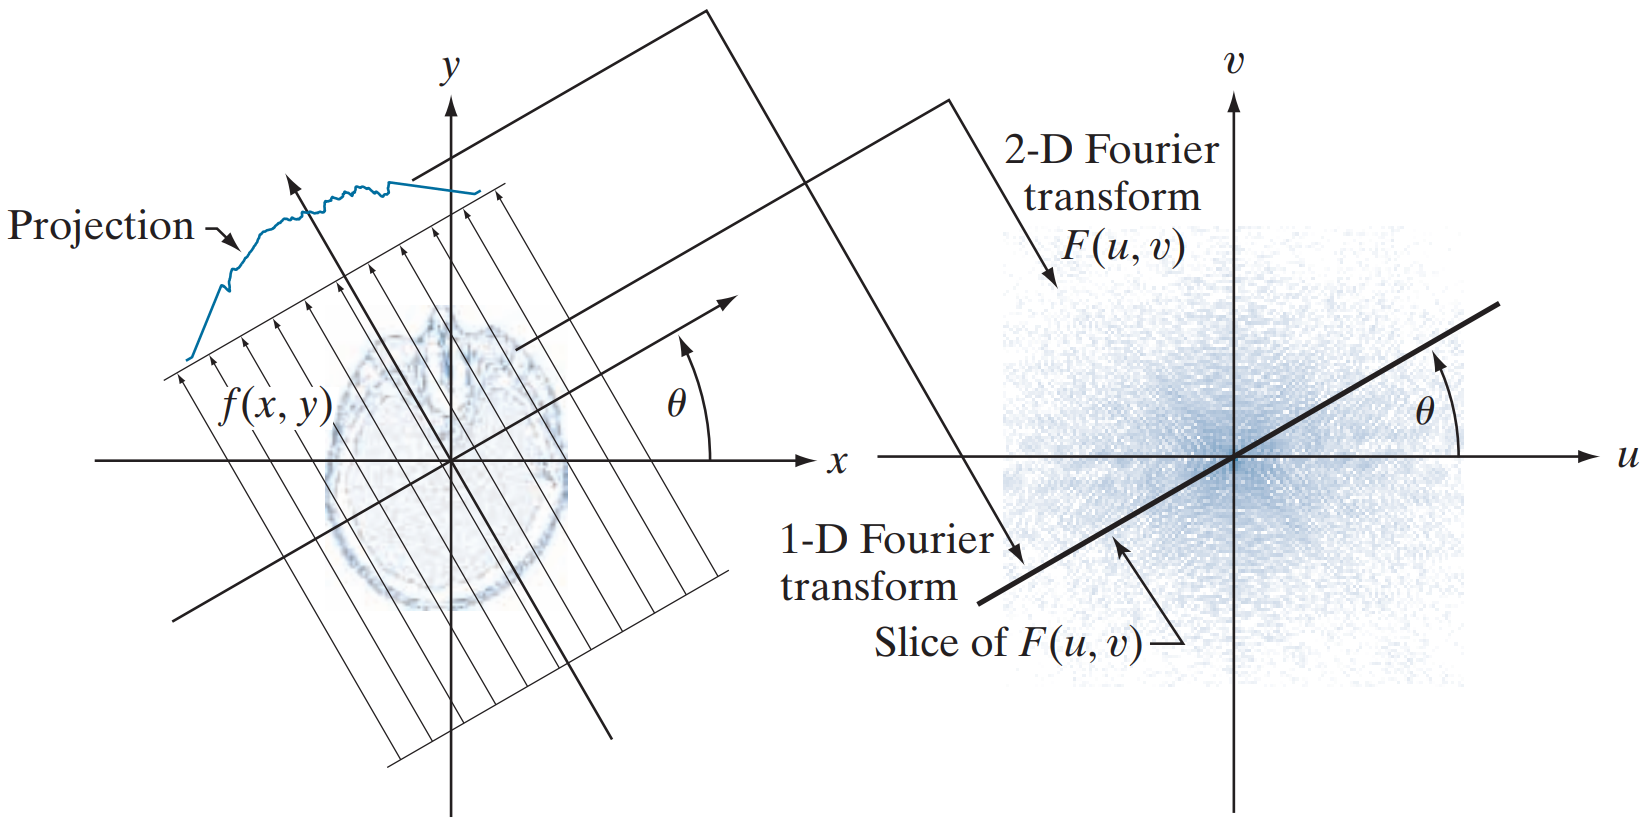 y
v
2-D Fourier
transform
F(u, v)
Projection
f(x, y)
θ
θ
x
u
1-D Fourier
transform
Slice of F(u, v)